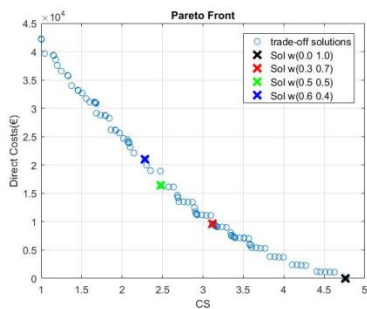 Pareto Front
×10⁴
4.5
4
3.5
3
2.5
2
1.5
1
0.5
0
Direct Costs(€)
trade-off solutions
Sol w(0.0 1.0)
Sol w(0.3 0.7)
Sol w(0.5 0.5)
Sol w(0.6 0.4)
1 1.5 2 2.5 3 3.5 4 4.5 5
CS